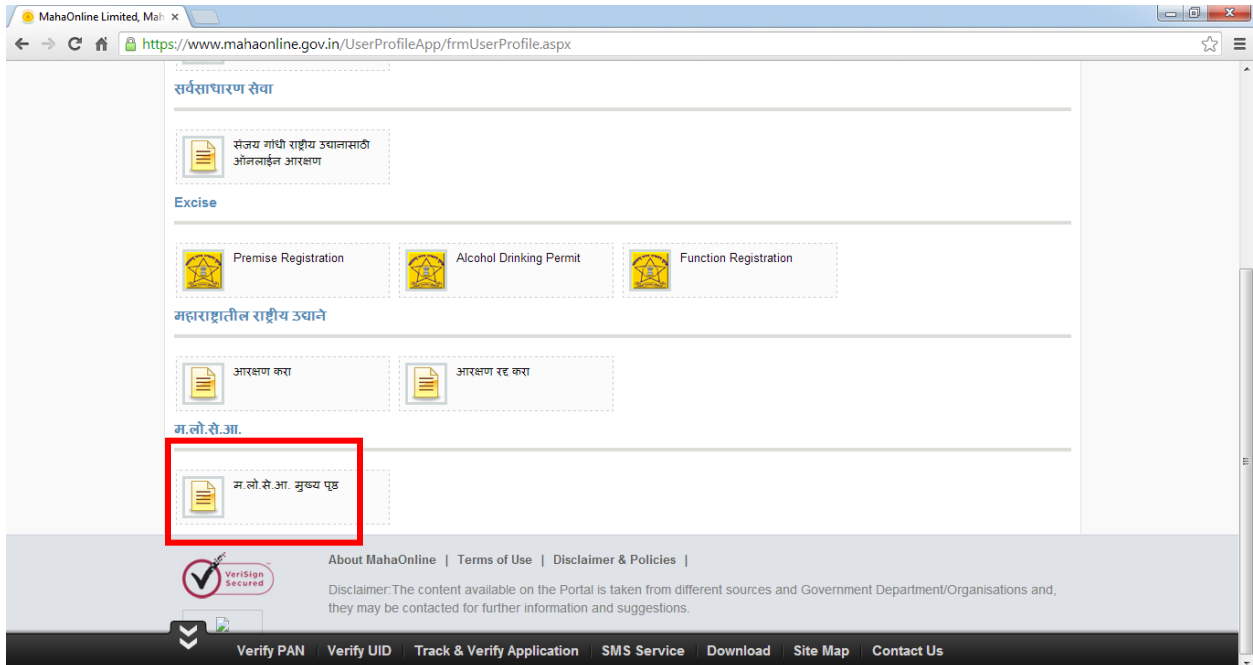 MahaOnline Limited, Mah
https://www.mahaonline.gov.in/UserProfileApp/frmUserProfile.aspx
सर्वसाधारण सेवा
संजय गांधी राष्ट्रीय उद्यानासाठी
ऑनलाईन आरक्षण
Excise
Premise Registration
Alcohol Drinking Permit
Function Registration
महाराष्ट्रातील राष्ट्रीय उद्याने
आरक्षण करा
आरक्षण रद्द करा
म.लो.से.आ.
म.लो.से.आ. मुख्य पृष्ठ
VeriSign
Secured
About MahaOnline | Terms of Use | Disclaimer & Policies |
Disclaimer:The content available on the Portal is taken from different sources and Government Department/Organisations and,
they may be contacted for further information and suggestions.
Verify PAN Verify UID Track & Verify Application SMS Service Download Site Map Contact Us